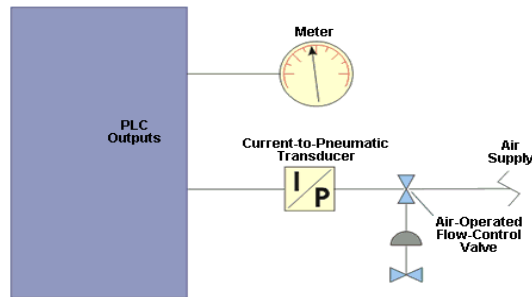 Meter
PLC
Outputs
Current-to-Pneumatic
Transducer
I
P
Air
Supply
Air-Operated
Flow-Control
Valve